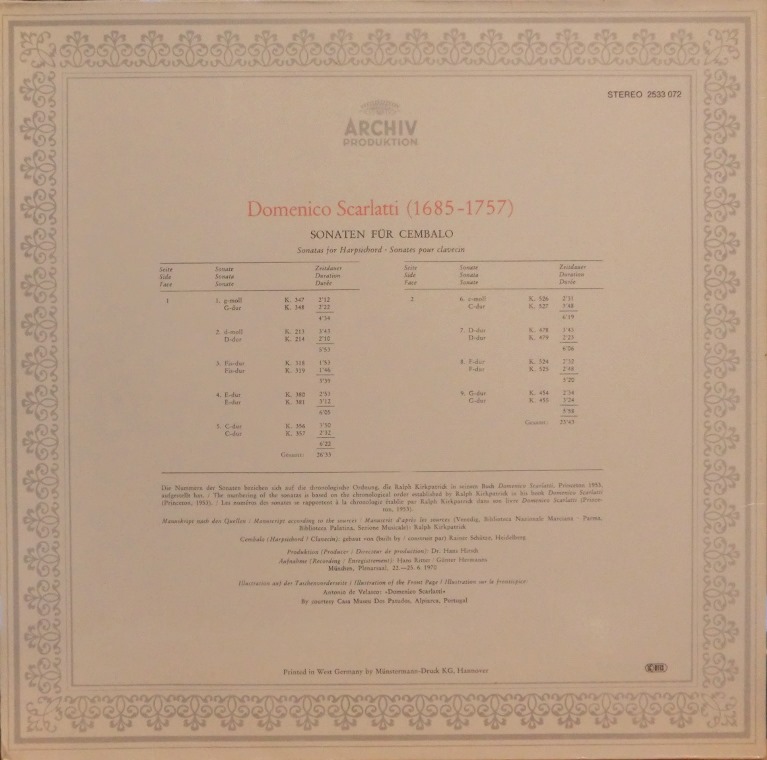 STEREO 2533 072
ARCHIV
PRODUKTION
Domenico Scarlatti (1685-1757)
SONATEN FÜR CEMBALO
Sonatas for Harpsichord · Sonates pour clavecin
Seite Sonate Zeitdauer
Side Sonata Duration
Face Sonate Durée
1 1. g-moll K. 347 2'12
G-dur K. 348 2'22
4'34
2. d-moll K. 213 3'43
D-dur K. 214 2'10
5'53
3. Fis-dur K. 318 1'53
Fis-dur K. 319 1'46
3'39
4. E-dur K. 380 2'53
E-dur K. 381 3'12
6'05
5. C-dur K. 356 3'50
C-dur K. 357 2'32
6'22
Gesamt: 26'33
Seite Sonate Zeitdauer
Side Sonata Duration
Face Sonate Durée
2 6. c-moll K. 526 2'31
C-dur K. 527 3'48
6'19
7. D-dur K. 478 3'43
D-dur K. 479 2'23
6'06
8. F-dur K. 524 2'32
F-dur K. 525 2'48
5'20
9. G-dur K. 454 2'34
G-dur K. 455 3'24
5'58
Gesamt: 23'43
Die Nummern der Sonaten beziehen sich auf die chronologische Ordnung, die Ralph Kirkpatrick in seinem Buch Domenico Scarlatti, Princeton 1953,
aufgestellt hat. / The numbering of the sonatas is based on the chronological order established by Ralph Kirkpatrick in his book Domenico Scarlatti
(Princeton, 1953). / Les numéros des sonates se rapportent à la chronologie établie par Ralph Kirkpatrick dans son livre Domenico Scarlatti (Prince-
ton, 1953).
Manuskripte nach den Quellen / Manuscript according to the sources / Manuscrit d'après les sources (Venedig, Biblioteca Nazionale Marciana · Parma,
Biblioteca Palatina, Sezione Musicale): Ralph Kirkpatrick
Cembalo (Harpsichord / Clavecin): gebaut von (built by / construit par) Rainer Schütze, Heidelberg
Produktion (Producer / Directeur de production): Dr. Hans Hirsch
Aufnahme (Recording / Enregistrement): Hans Ritter · Günter Hermanns
München, Plenarsaal, 22.—25. 6. 1970
Illustration auf der Taschenvorderseite / Illustration of the Front Page / Illustration sur le frontispice:
Antonio de Velasco: »Domenico Scarlatti«
By courtesy Casa Museu Dos Patudos, Alpiarca, Portugal
Printed in West Germany by Münstermann-Druck KG, Hannover